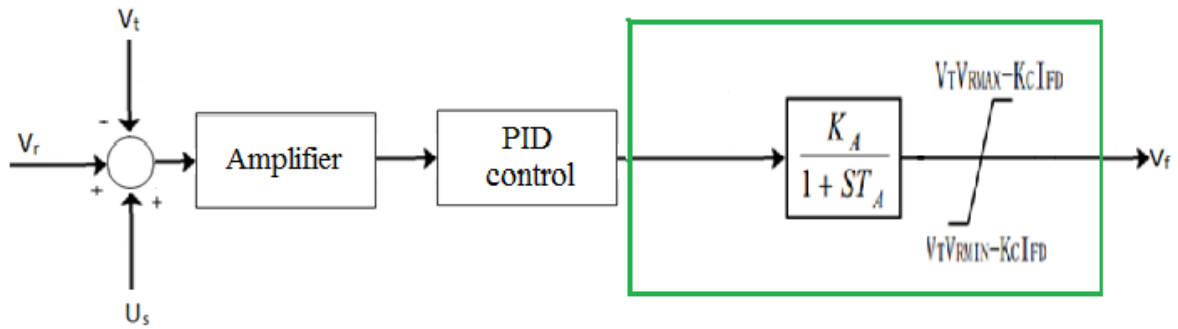 Vt
-
Vr
+
+
Us
Amplifier
PID
control
KA
1 + STA
VTVRMAX-KCIFD
VTVRMIN-KCIFD
Vf